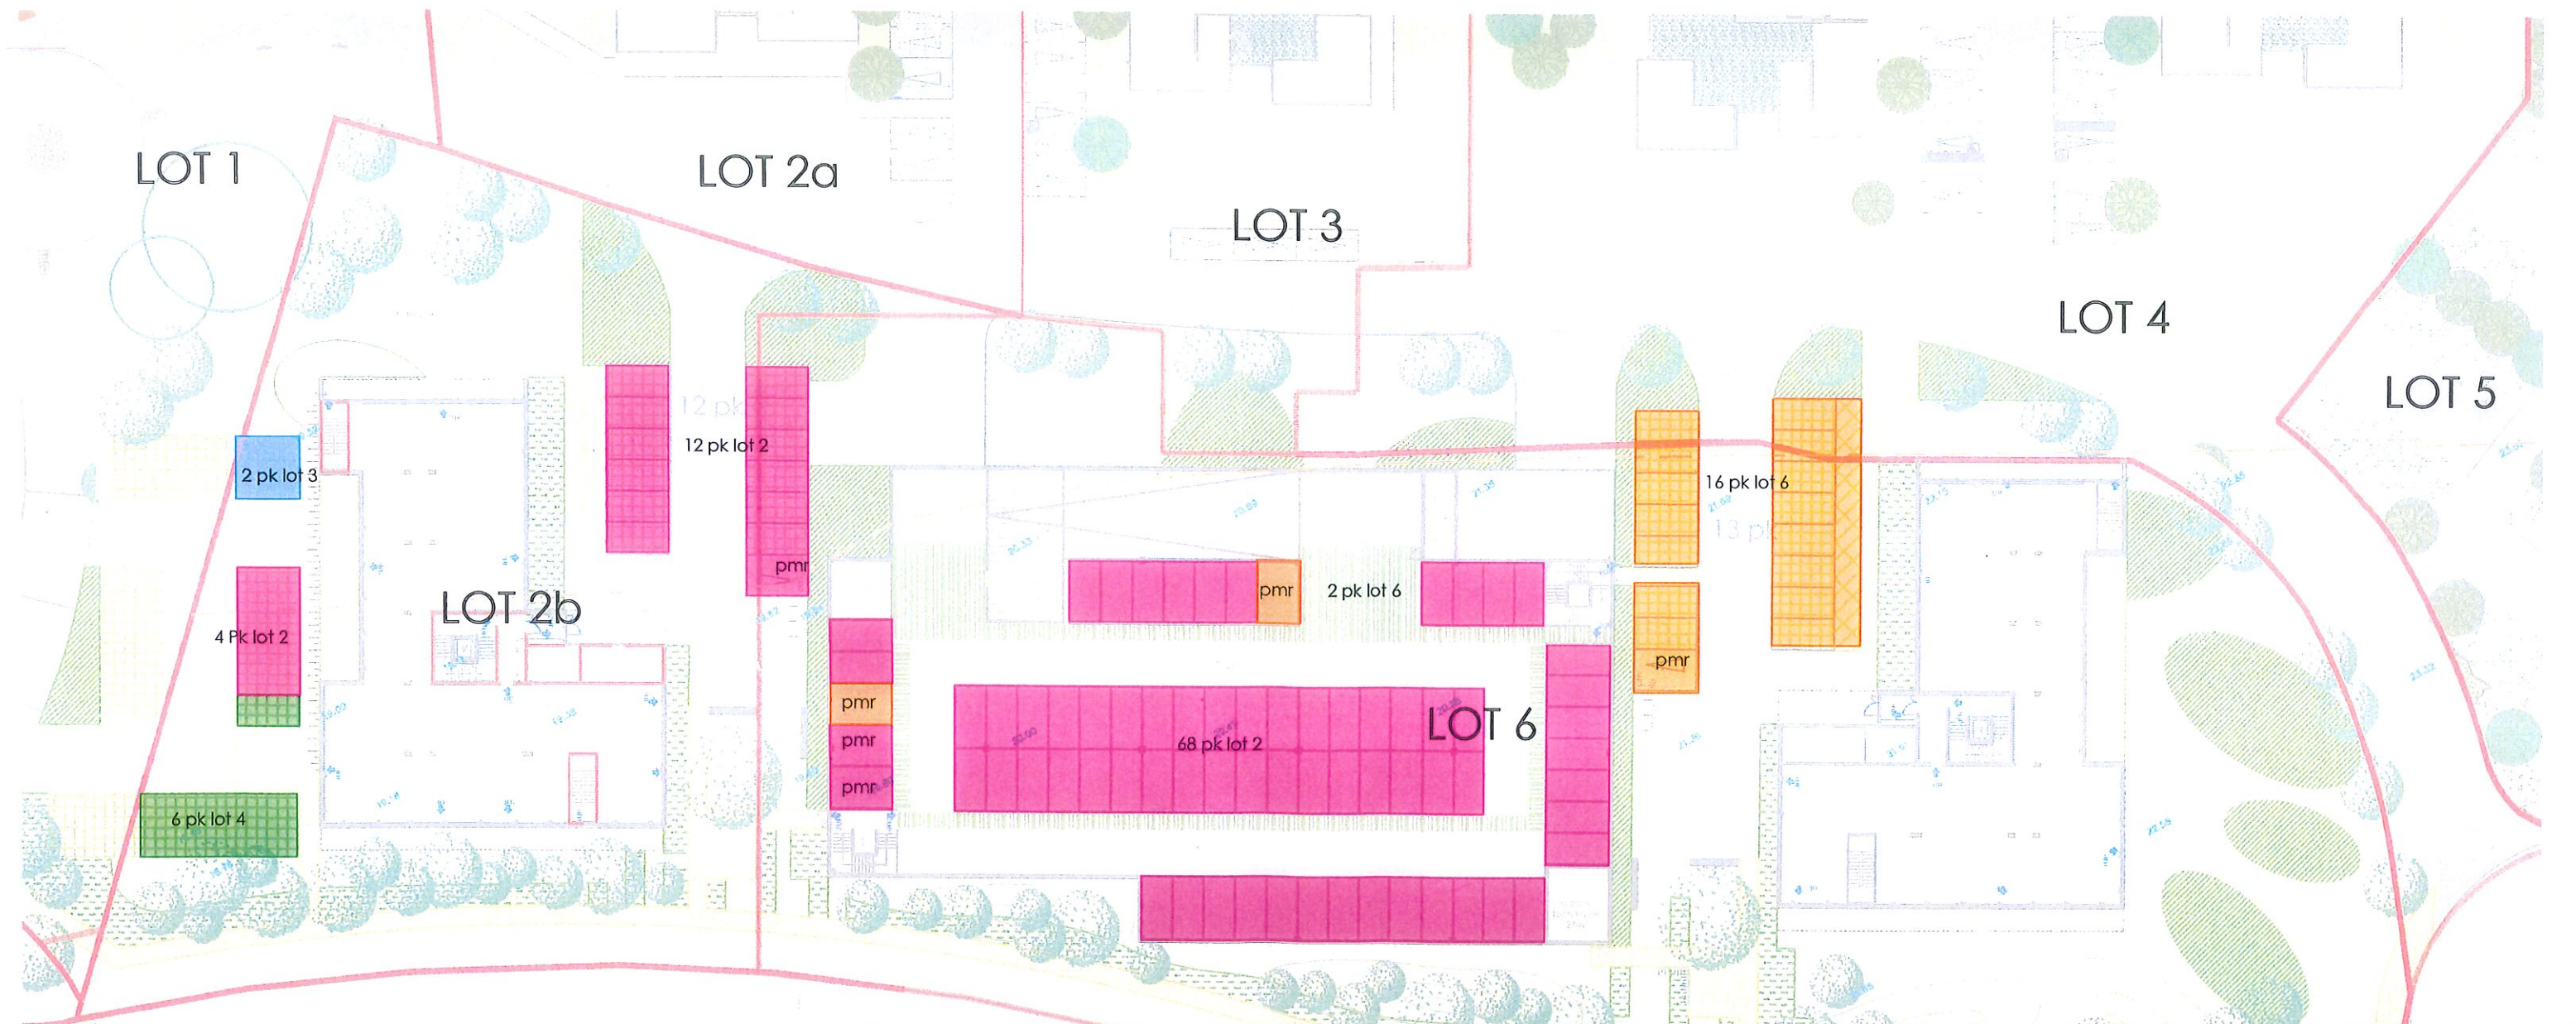 LOT 1
LOT 2a
LOT 3
LOT 4
LOT 5
12 pk
12 pk lot 2
2 pk lot 3
16 pk lot 6
13 pk
pmr
pmr
2 pk lot 6
LOT 2b
4 Pk lot 2
pmr
pmr
pmr
pmr
68 pk lot 2
LOT 6
6 pk lot 4